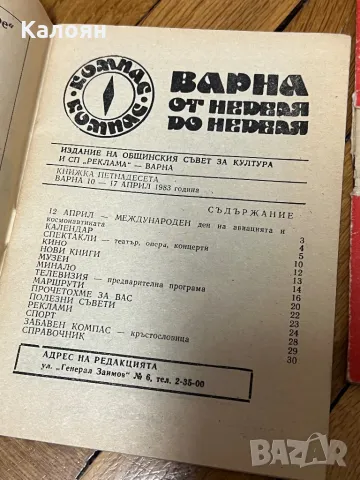 Калоян
КОМПАС
КОМПАС
ВАРНА
ОТ НЕДЕЛЯ
ДО НЕДЕЛЯ
ИЗДАНИЕ НА ОБЩИНСКИЯ СЪВЕТ ЗА КУЛТУРА
И СП „РЕКЛАМА" — ВАРНА
КНИЖКА ПЕТНАДЕСЕТА
ВАРНА 10 — 17 АПРИЛ 1983 година
СЪДЪРЖАНИЕ
12 АПРИЛ — МЕЖДУНАРОДЕН ден на авиацията и
космонавтиката 3
КАЛЕНДАР 4
СПЕКТАКЛИ — театър, опера, концерти 5
КИНО 10
НОВИ КНИГИ 12
МУЗЕИ 13
МИНАЛО 14
ТЕЛЕВИЗИЯ — предварителна програма 14
МАРШРУТИ 16
ПРОЧЕТОХМЕ ЗА ВАС 20
ПОЛЕЗНИ СЪВЕТИ 22
РЕКЛАМИ 23
СПОРТ 24
ЗАБАВЕН КОМПАС — кръстословица 28
СПРАВОЧНИК 29
30
АДРЕС НА РЕДАКЦИЯТА
ул. „Генерал Заимов" № 6, тел. 2-35-00
BAZAR